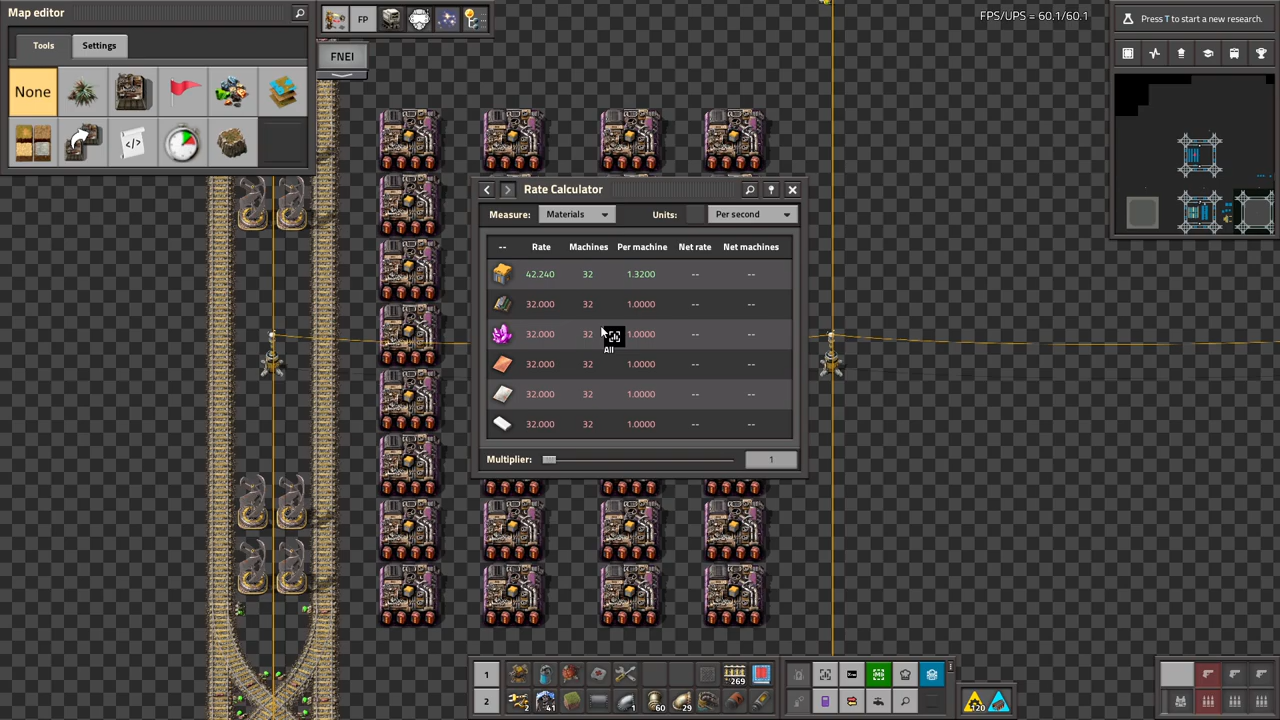 Map editor
FP
FPS/UPS = 60.1/60.1
Press T to start a new research.
Tools
Settings
FNEI
None
Rate Calculator
Measure:
Materials
Units:
Per second
-- Rate Machines Per machine Net rate Net machines
42.240 32 1.3200 -- --
32.000 32 1.0000 -- --
32.000 32 1.0000 -- --
All
32.000 32 1.0000 -- --
32.000 32 1.0000 -- --
32.000 32 1.0000 -- --
Multiplier:
1
1
269
2
2
41
1
60
29
120